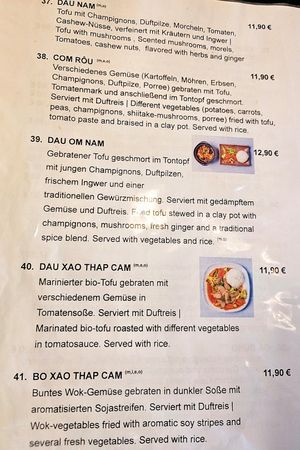 37. DAU NAM
Tofu mit Champignons, Duftpilze, Morcheln, Tomaten, 11,90 €
Cashew-Nüsse, verfeinert mit Kräutern und Ingwer |
Tofu with mushrooms , Scented mushrooms, morels,
Tomatoes, cashew nuts, flavored with herbs and ginger
38. COM RÔU (m,a,o)
Verschiedenes Gemüse (Kartoffeln, Möhren, Erbsen, 11,90 €
Champignons, Duftpilze, Porree) gebraten mit Tofu,
Tomatenmark und anschließend im Tontopf geschmort.
Serviert mit Duftreis | Different vegetables (potatoes, carrots,
peas, champignons, shiitake-mushrooms, porree) fried with tofu,
tomato paste and braised in a clay pot. Served with rice.
39. DAU OM NAM
Gebratener Tofu geschmort im Tontopf 12,90 €
mit jungen Champignons, Duftpilzen,
frischem Ingwer und einer
traditionellen Gewürzmischung. Serviert mit gedämpftem
Gemüse und Duftreis. Fried tofu stewed in a clay pot with
champignons, mushrooms, fresh ginger and a traditional
spice blend. Served with vegetables and rice.
40. DAU XAO THAP CAM (m,a,o) 11,90 €
Marinierter bio-Tofu gebraten mit
verschiedenem Gemüse in
Tomatensoße. Serviert mit Duftreis |
Marinated bio-tofu roasted with different vegetables
in tomatosauce. Served with rice.
41. BO XAO THAP CAM (m,i,a,o) 11,90 €
Buntes Wok-Gemüse gebraten in dunkler Soße mit
aromatisierten Sojastreifen. Serviert mit Duftreis |
Wok-vegetables fried with aromatic soy stripes and
several fresh vegetables. Served with rice.